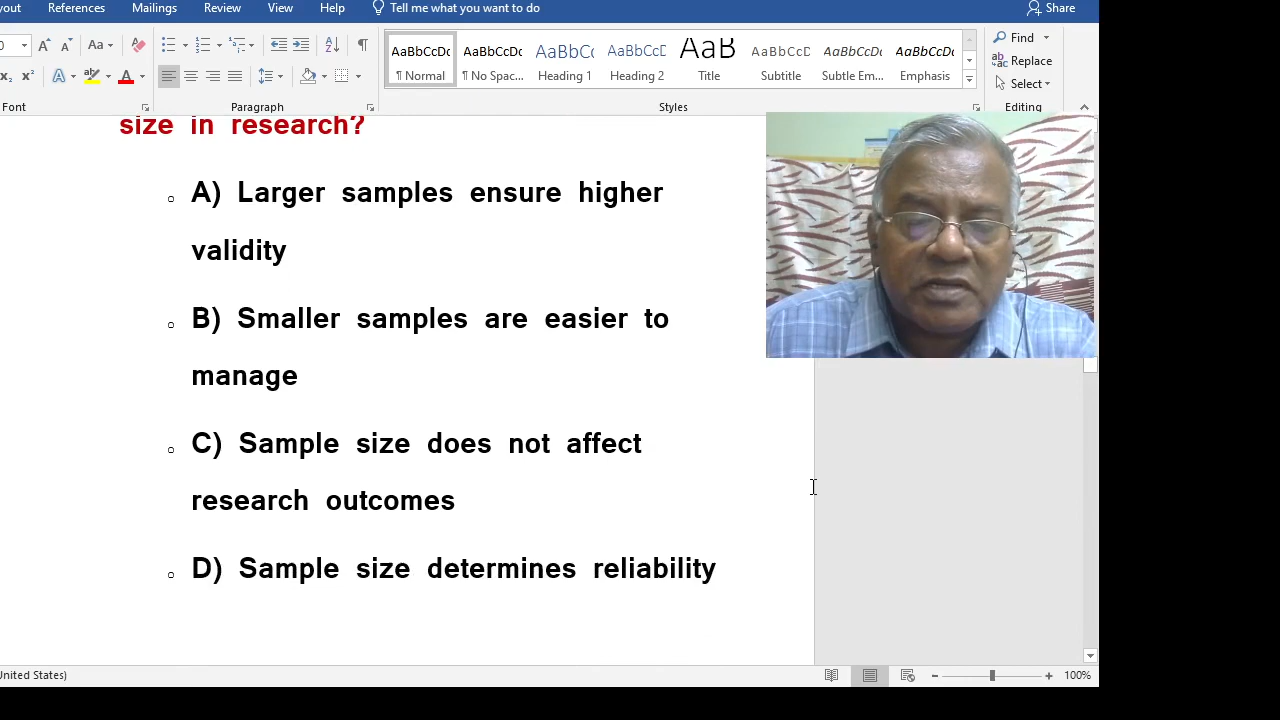 References Mailings Review View Help Tell me what you want to do Share
Aa
AaBbCcDc AaBbCcDc AaBbCc AaBbCcD AaB AaBbCcD AaBbCcDc AaBbCcDc
¶ Normal ¶ No Spac... Heading 1 Heading 2 Title Subtitle Subtle Em... Emphasis
Find
Replace
Select
Font Paragraph Styles Editing
size in research?
A) Larger samples ensure higher
validity
B) Smaller samples are easier to
manage
C) Sample size does not affect
research outcomes
D) Sample size determines reliability
United States) 100%